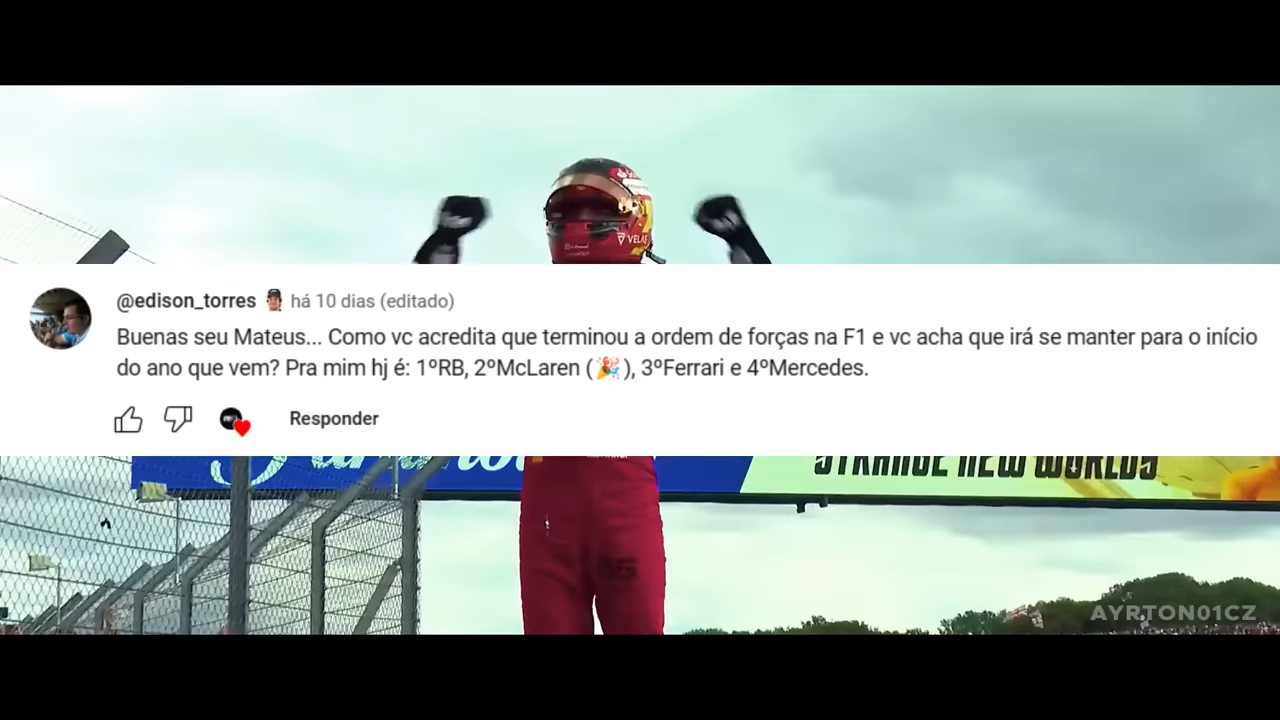 VELAS
@edison_torres há 10 dias (editado)
Buenas seu Mateus... Como vc acredita que terminou a ordem de forças na F1 e vc acha que irá se manter para o início
do ano que vem? Pra mim hj é: 1ºRB, 2ºMcLaren (🎉), 3ºFerrari e 4ºMercedes.
Responder
STRANGE NEW WORLDS
55
AYRTON01CZ